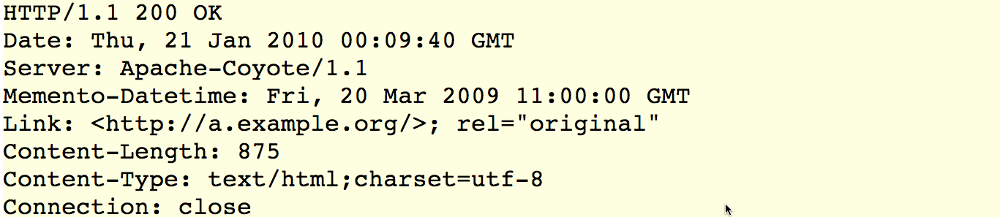 HTTP/1.1 200 OK
Date: Thu, 21 Jan 2010 00:09:40 GMT
Server: Apache-Coyote/1.1
Memento-Datetime: Fri, 20 Mar 2009 11:00:00 GMT
Link: <http://a.example.org/>; rel="original"
Content-Length: 875
Content-Type: text/html;charset=utf-8
Connection: close